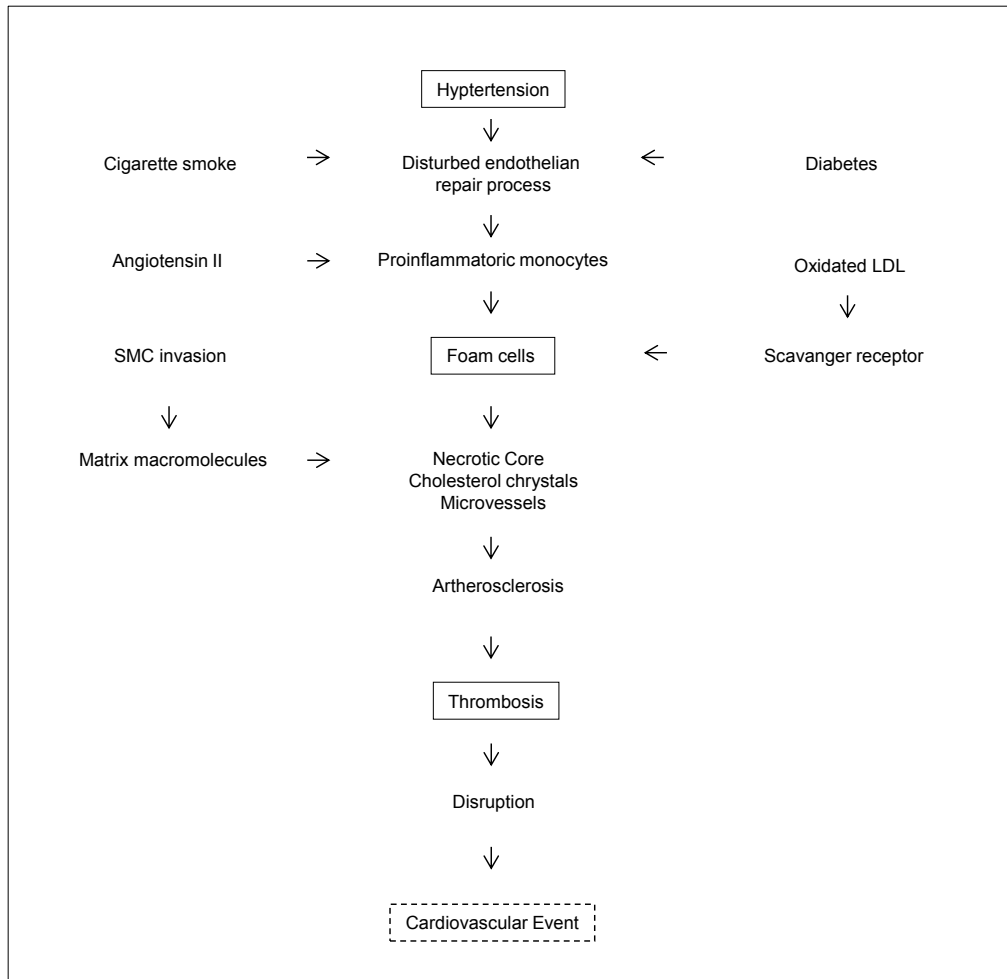 Hyptertension
Cigarette smoke
Disturbed endothelian
repair process
Diabetes
Angiotensin II
Proinflammatoric monocytes
Oxidated LDL
SMC invasion
Foam cells
Scavanger receptor
Matrix macromolecules
Necrotic Core
Cholesterol chrystals
Microvessels
Artherosclerosis
Thrombosis
Disruption
Cardiovascular Event